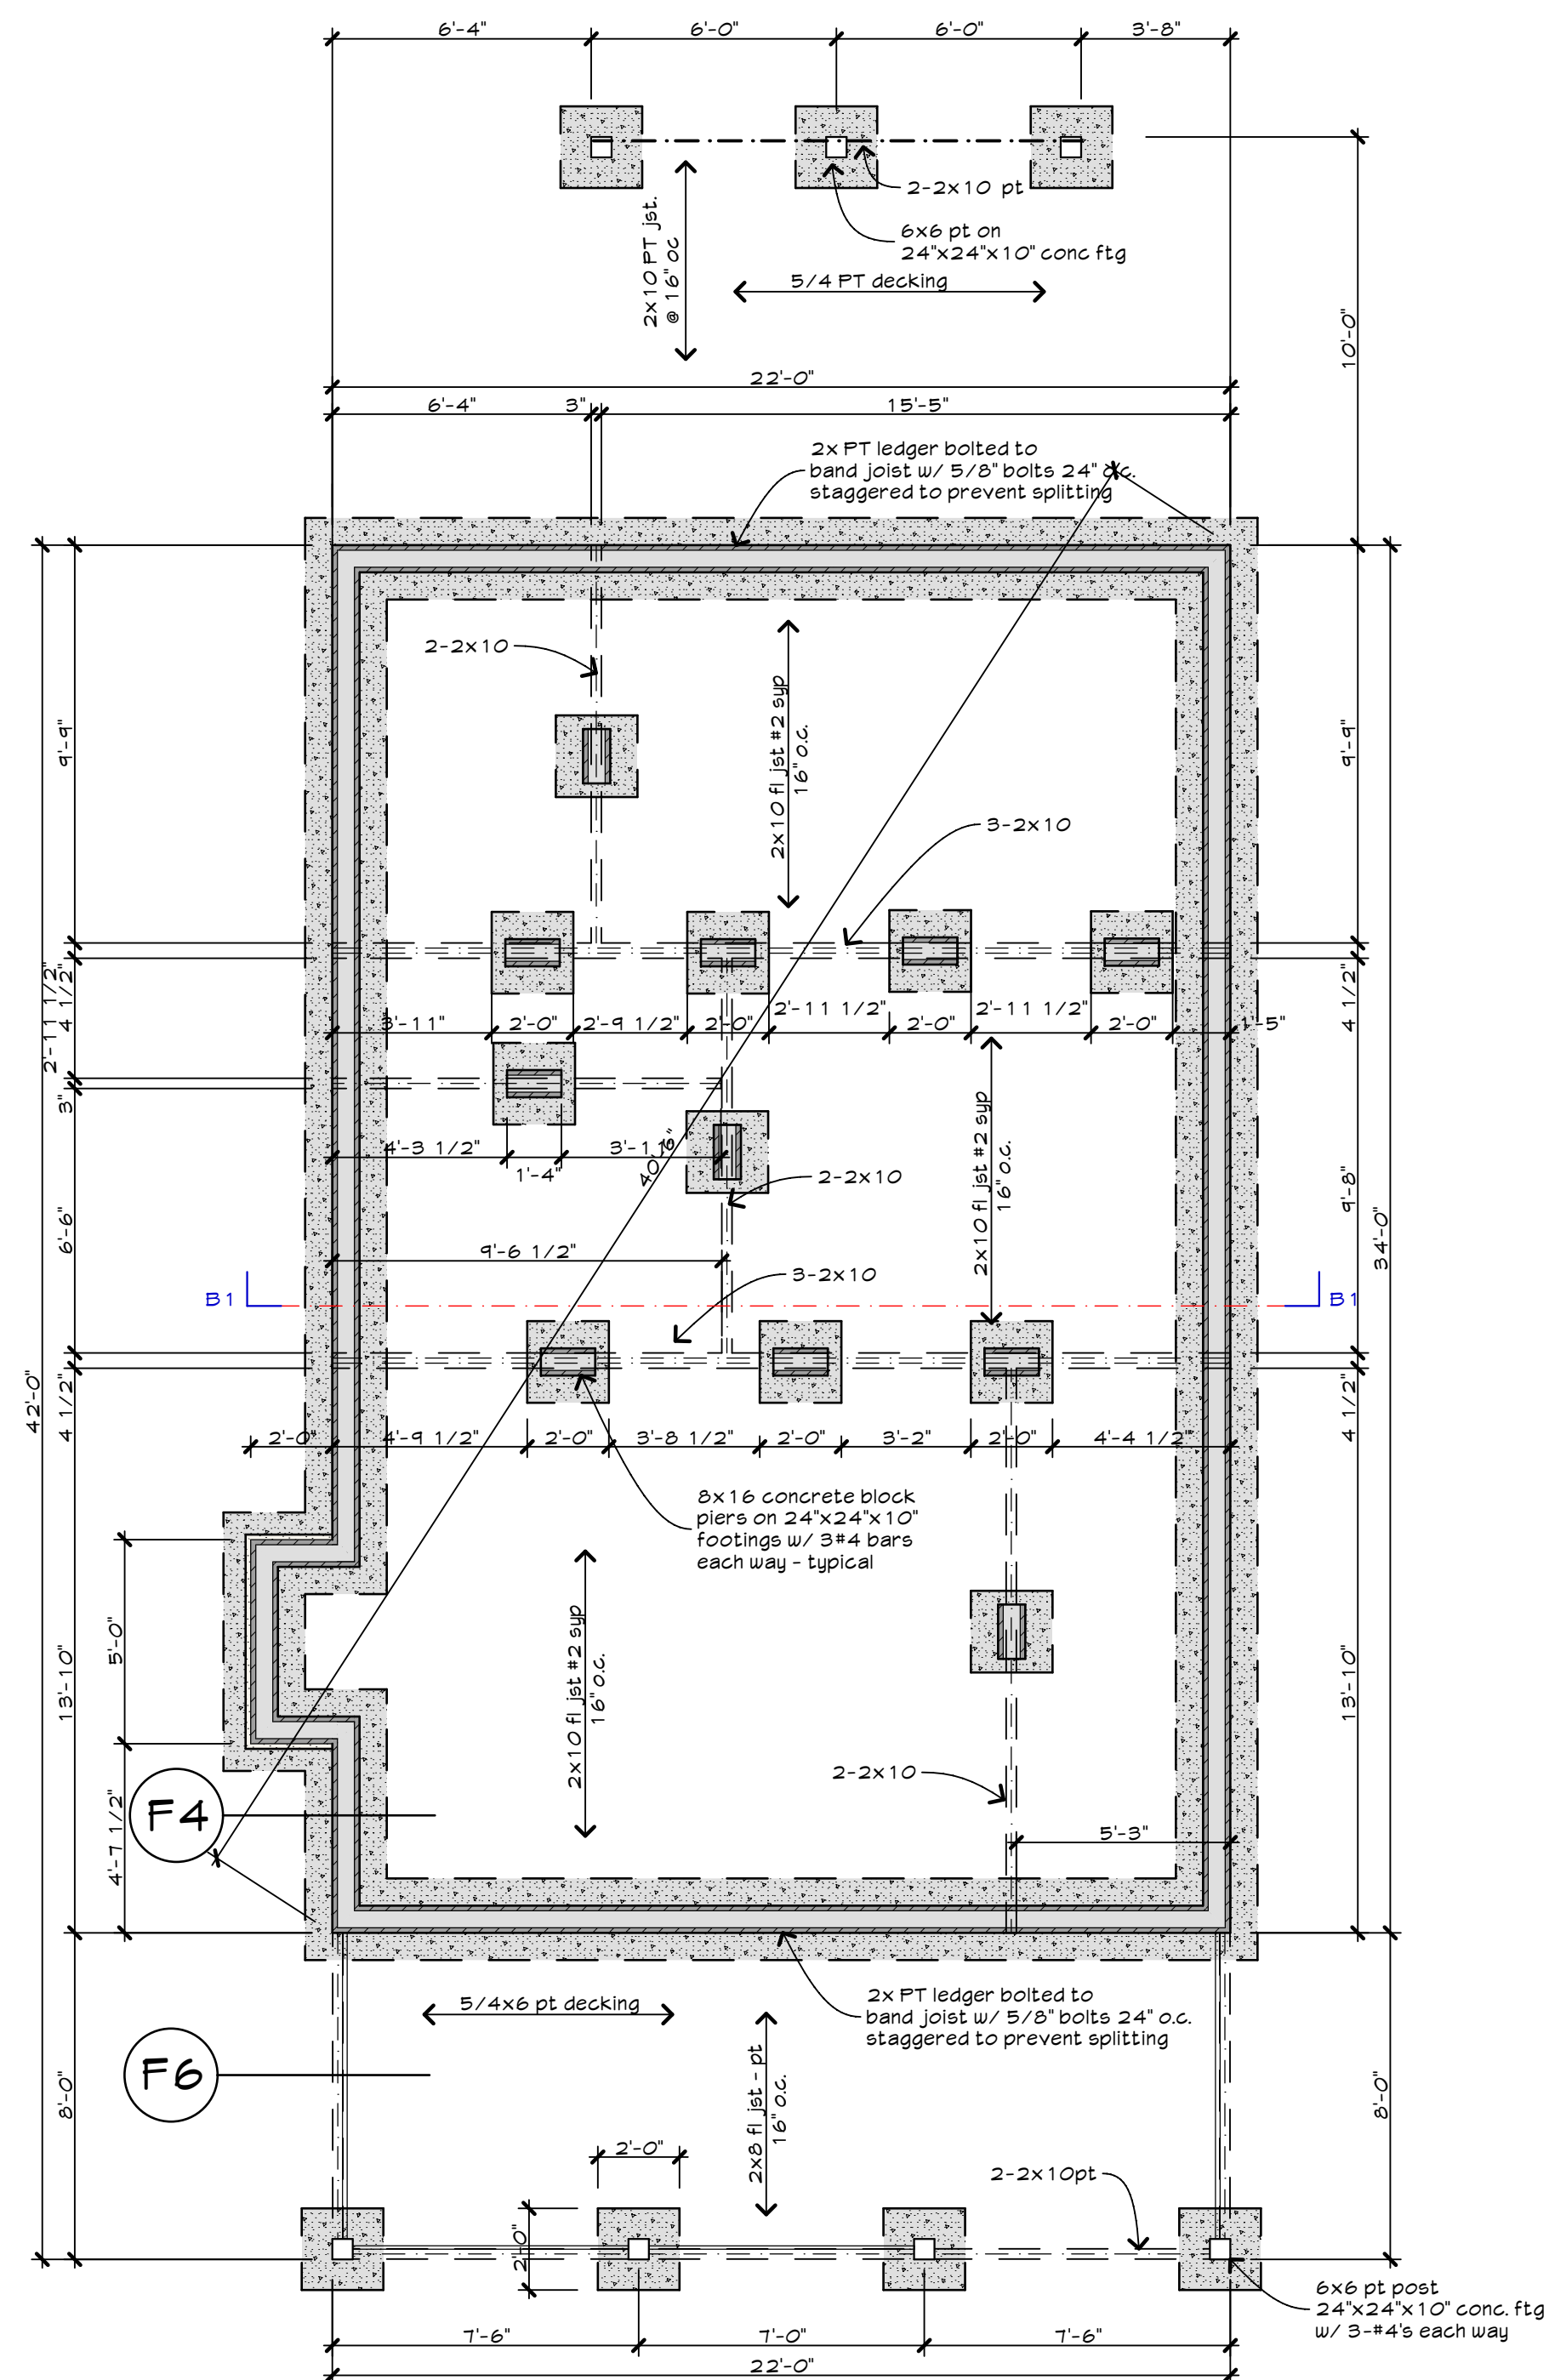 6'-4"
6'-0"
6'-0"
3'-8"
2-2x10 pt
6x6 pt on
24"x24"x10" conc ftg
2x10 PT jst.
@ 16" oc
5/4 PT decking
10'-0"
22'-0"
6'-4"
3"
15'-5"
2x PT ledger bolted to
band joist w/ 5/8" bolts 24" o.c.
staggered to prevent splitting
2-2x10
2x10 fl jst #2 syp
16" o.c.
9'-9"
9'-9"
3-2x10
2'-11 1/2"
4 1/2"
4 1/2"
3'-11"
2'-0"
2'-9 1/2"
2'-0"
2'-11 1/2"
2'-0"
2'-11 1/2"
2'-0"
1'-5"
3"
4'-3 1/2"
1'-4"
40'-6"
2-2x10
2x10 fl jst #2 syp
16" o.c.
9'-8"
34'-0"
6'-6"
9'-6 1/2"
3-2x10
B1
B1
42'-0"
4 1/2"
4 1/2"
2'-0"
4'-9 1/2"
2'-0"
3'-8 1/2"
2'-0"
3'-2"
2'-0"
4'-4 1/2"
8x16 concrete block
piers on 24"x24"x10"
footings w/ 3#4 bars
each way - typical
5'-0"
13'-10"
2x10 fl jst #2 syp
16" o.c.
13'-10"
2-2x10
F4
4'-7 1/2"
5'-3"
5/4x6 pt decking
2x PT ledger bolted to
band joist w/ 5/8" bolts 24" o.c.
staggered to prevent splitting
F6
8'-0"
2x8 fl jst - pt
16" o.c.
8'-0"
2'-0"
2-2x10pt
2'-0"
6x6 pt post
24"x24"x10" conc. ftg
w/ 3-#4's each way
7'-6"
7'-0"
7'-6"
22'-0"